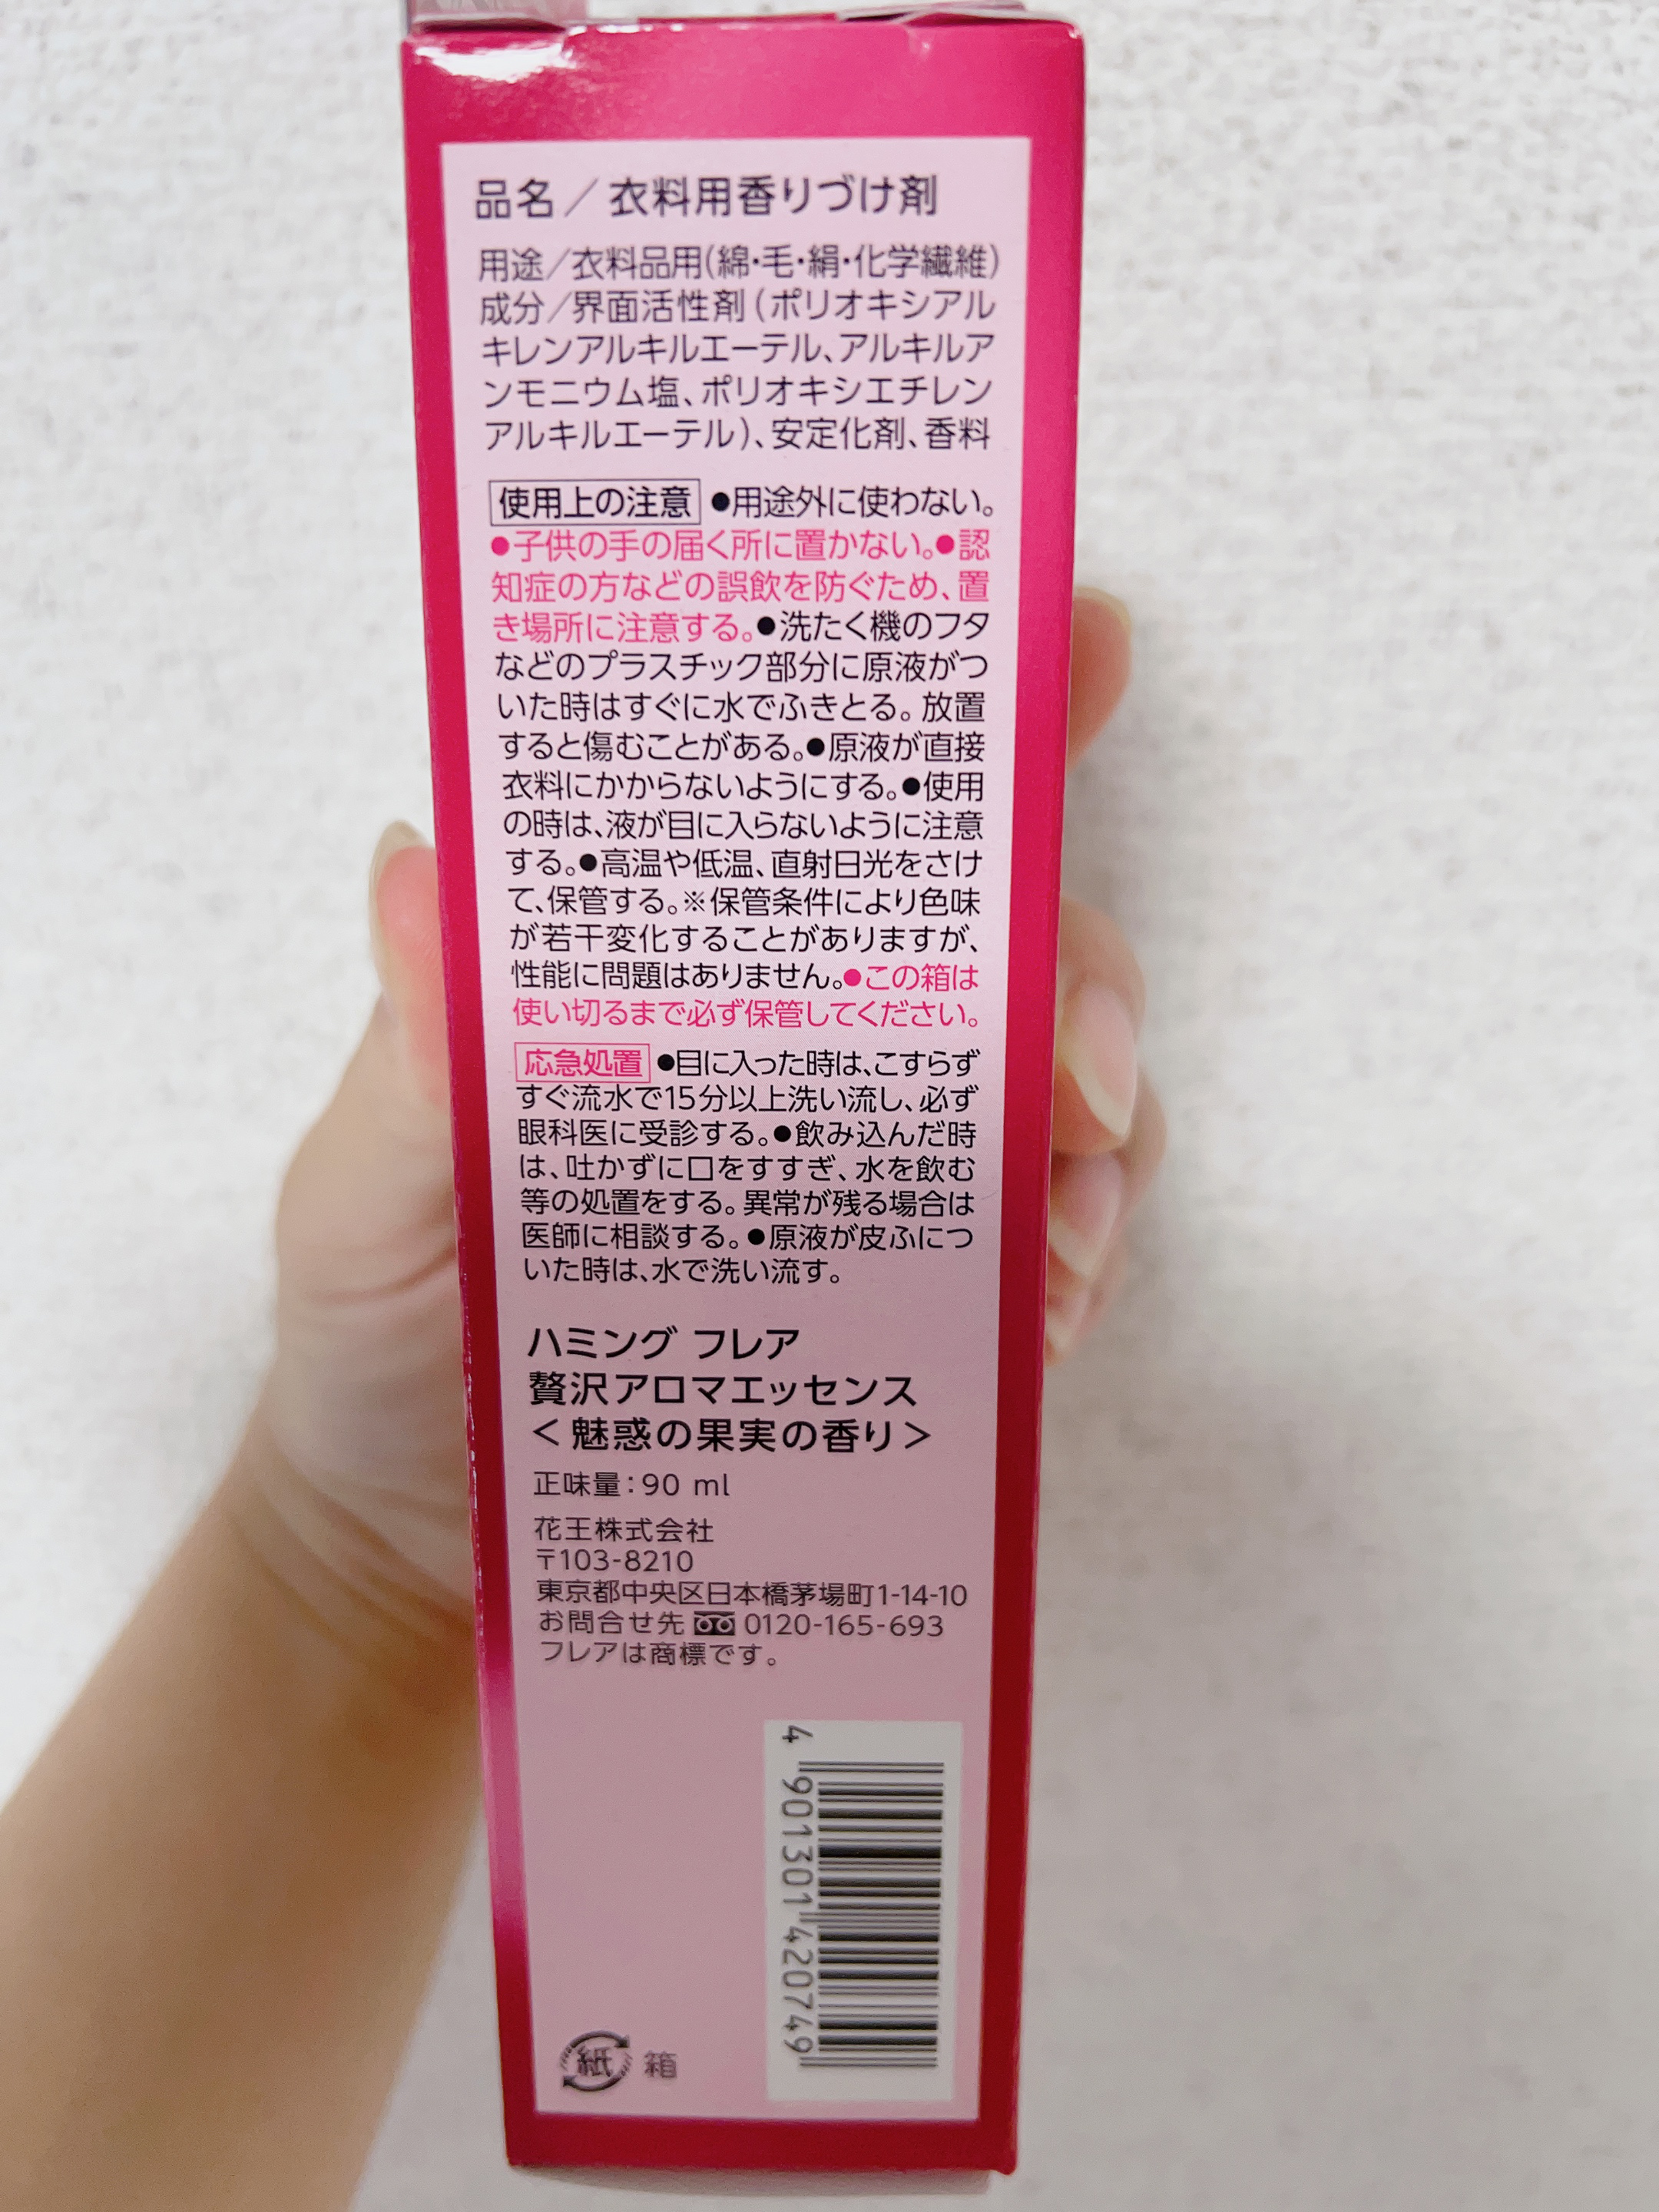 品名／衣料用香りづけ剤
用途／衣料品用(綿・毛・絹・化学繊維)
成分／界面活性剤(ポリオキシアル
キレンアルキルエーテル、アルキルア
ンモニウム塩、ポリオキシエチレン
アルキルエーテル)、安定化剤、香料
使用上の注意 ●用途外に使わない。
●子供の手の届く所に置かない。●認
知症の方などの誤飲を防ぐため、置
き場所に注意する。●洗たく機のフタ
などのプラスチック部分に原液がつ
いた時はすぐに水でふきとる。放置
すると傷むことがある。●原液が直接
衣料にかからないようにする。●使用
の時は、液が目に入らないように注意
する。●高温や低温、直射日光をさけ
て、保管する。※保管条件により色味
が若干変化することがありますが、
性能に問題はありません。●この箱は
使い切るまで必ず保管してください。
応急処置 ●目に入った時は、こすらず
すぐ流水で15分以上洗い流し、必ず
眼科医に受診する。●飲み込んだ時
は、吐かずに口をすすぎ、水を飲む
等の処置をする。異常が残る場合は
医師に相談する。●原液が皮ふにつ
いた時は、水で洗い流す。
ハミング フレア
贅沢アロマエッセンス
＜魅惑の果実の香り＞
正味量：90 ml
花王株式会社
〒103-8210
東京都中央区日本橋茅場町1-14-10
お問合せ先 0120-165-693
フレアは商標です。
4 901301 420749
紙 箱